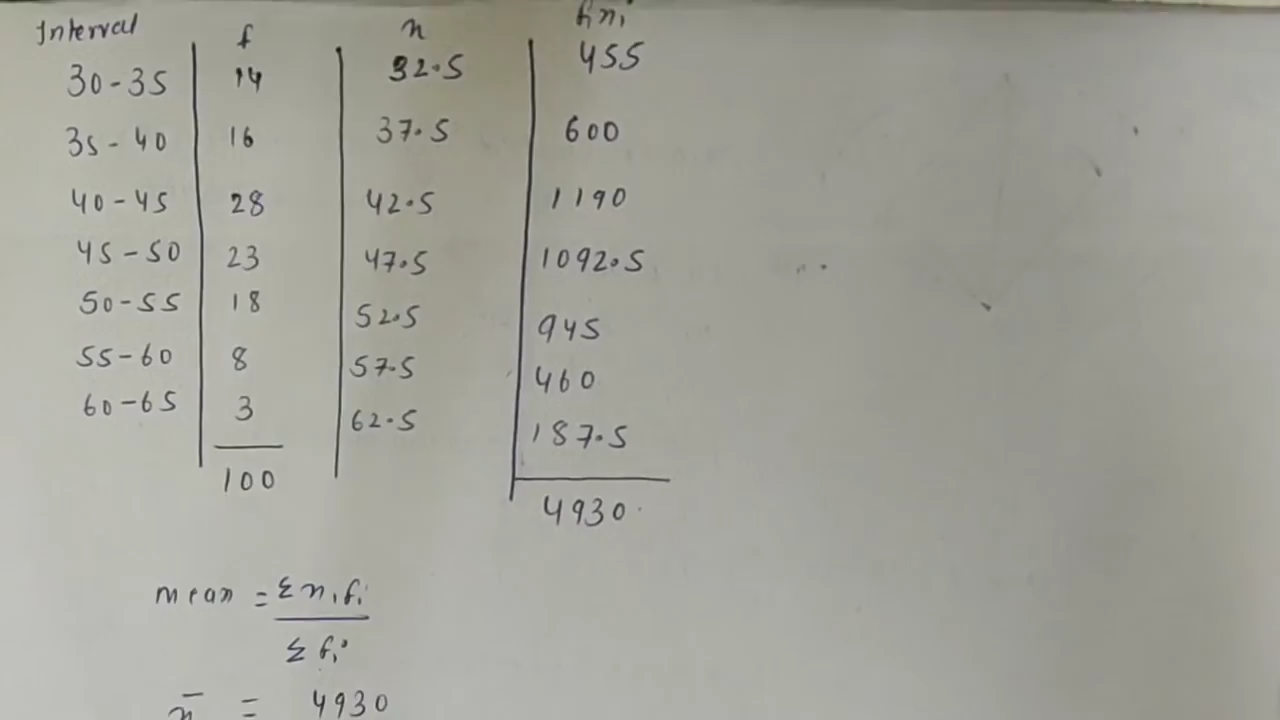 Interval f x fixi
30-35 14 32.5 455
35-40 16 37.5 600
40-45 28 42.5 1190
45-50 23 47.5 1092.5
50-55 18 52.5 945
55-60 8 57.5 460
60-65 3 62.5 187.5
100 4930
mean = Σxifi
Σfi
x̄ = 4930